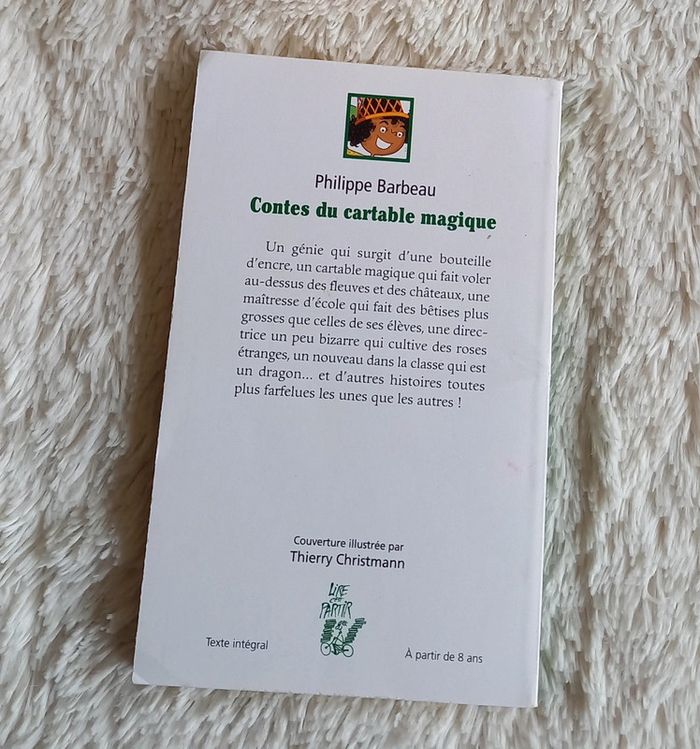 Philippe Barbeau
Contes du cartable magique
Un génie qui surgit d'une bouteille
d'encre, un cartable magique qui fait voler
au-dessus des fleuves et des châteaux, une
maîtresse d'école qui fait des bêtises plus
grosses que celles de ses élèves, une direc-
trice un peu bizarre qui cultive des roses
étranges, un nouveau dans la classe qui est
un dragon... et d'autres histoires toutes
plus farfelues les unes que les autres !
Couverture illustrée par
Thierry Christmann
LIRE
C'EST
PARTIR
Texte intégral
À partir de 8 ans